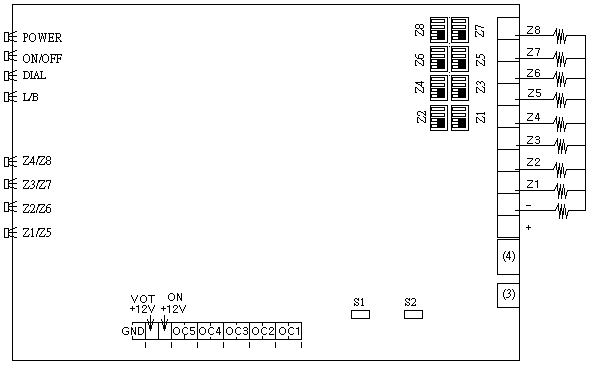 POWER
ON/OFF
DIAL
L/B
Z4/Z8
Z3/Z7
Z2/Z6
Z1/Z5
Z8
Z7
Z6
Z5
Z4
Z3
Z2
Z1
Z8
Z7
Z6
Z5
Z4
Z3
Z2
Z1
-
+
(4)
(3)
S1
S2
VOT
+12V
ON
+12V
GND
OC5
OC4
OC3
OC2
OC1